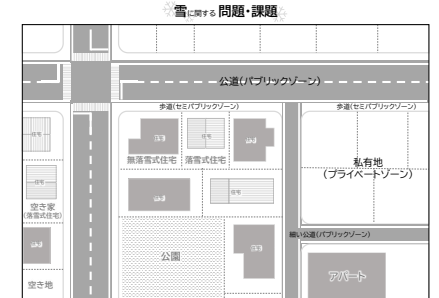 雪に関する 問題・課題
公道(パブリックゾーン)
歩道(セミパブリックゾーン)
歩道(セミパブリックゾーン)
住宅
住宅
住宅
住宅
無落雪式住宅
落雪式住宅
私有地
(プライベートゾーン)
住宅
住宅
住宅
空き家
(落雪式住宅)
細い公道(パブリックゾーン)
住宅
住宅
公園
アパート
空き地